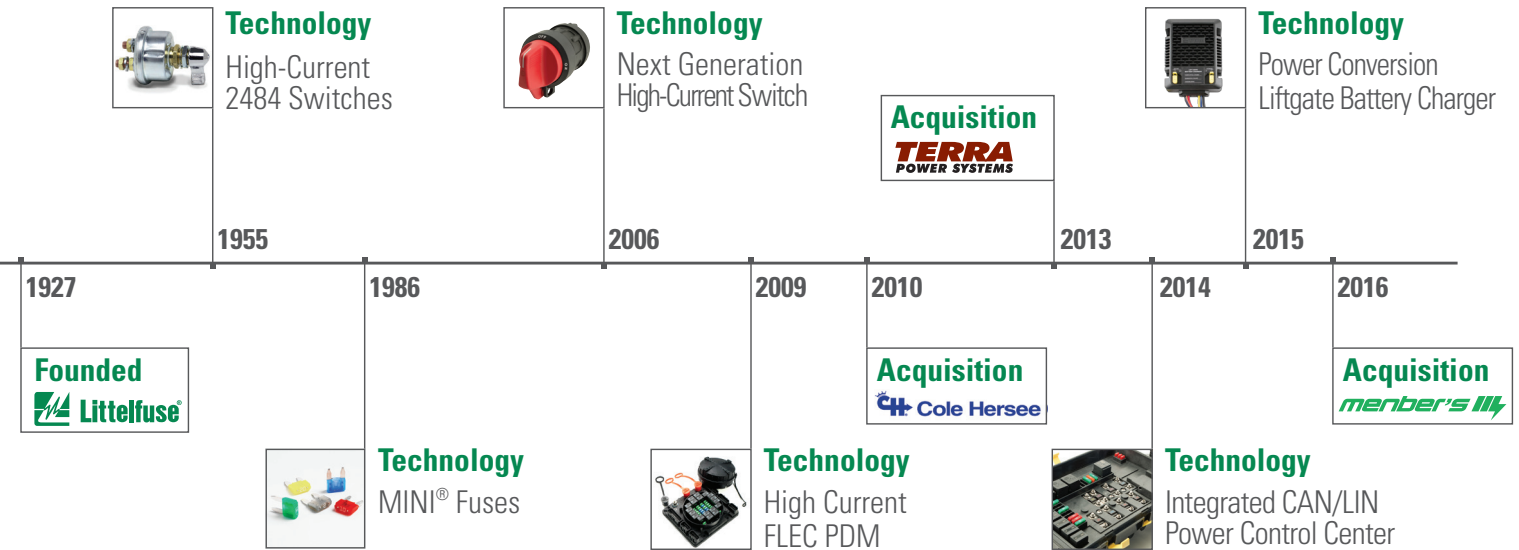 Technology
High-Current
2484 Switches
Technology
Next Generation
High-Current Switch
Acquisition
TERRA
POWER SYSTEMS
Technology
Power Conversion
Liftgate Battery Charger
1955
2006
2013
2015
1927
1986
2009
2010
2014
2016
Founded
Littelfuse®
Acquisition
CH Cole Hersee
Acquisition
menber's
Technology
MINI® Fuses
Technology
High Current
FLEC PDM
Technology
Integrated CAN/LIN
Power Control Center